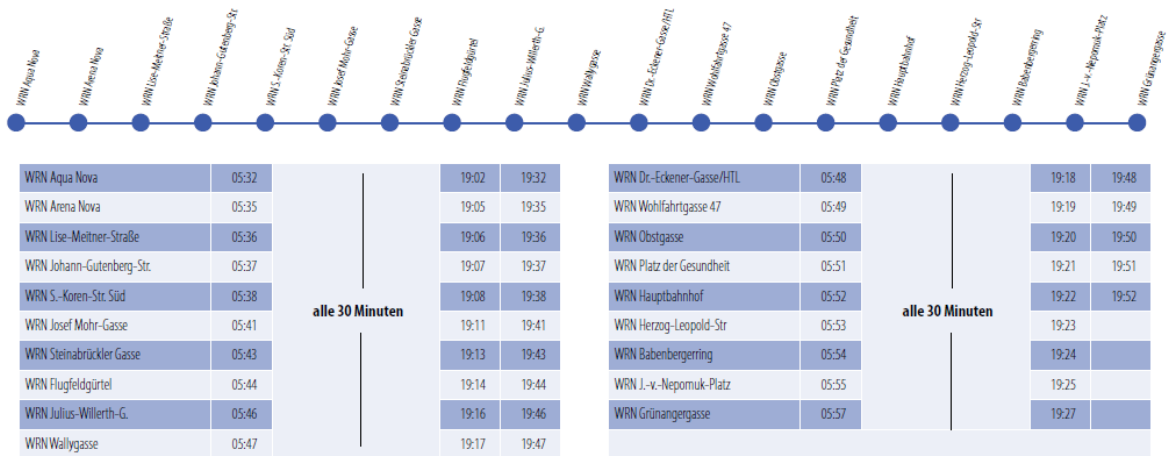 WRN Aqua Nova
WRN Arena Nova
WRN Lise-Meitner-Straße
WRN Johann-Gutenberg-Str.
WRN S.-Koren-Str. Süd
WRN Josef Mohr-Gasse
WRN Steinabrückler Gasse
WRN Flugfeldgürtel
WRN Julius-Willerth-G.
WRN Wallygasse
WRN Dr.-Eckener-Gasse/HTL
WRN Wohlfahrtgasse 47
WRN Obstgasse
WRN Platz der Gesundheit
WRN Hauptbahnhof
WRN Herzog-Leopold-Str
WRN Babenbergerring
WRN J.-v.-Nepomuk-Platz
WRN Grünangergasse
WRN Aqua Nova 05:32 19:02 19:32
WRN Arena Nova 05:35 19:05 19:35
WRN Lise-Meitner-Straße 05:36 19:06 19:36
WRN Johann-Gutenberg-Str. 05:37 19:07 19:37
WRN S.-Koren-Str. Süd 05:38 19:08 19:38
alle 30 Minuten
WRN Josef Mohr-Gasse 05:41 19:11 19:41
WRN Steinabrückler Gasse 05:43 19:13 19:43
WRN Flugfeldgürtel 05:44 19:14 19:44
WRN Julius-Willerth-G. 05:46 19:16 19:46
WRN Wallygasse 05:47 19:17 19:47
WRN Dr.-Eckener-Gasse/HTL 05:48 19:18 19:48
WRN Wohlfahrtgasse 47 05:49 19:19 19:49
WRN Obstgasse 05:50 19:20 19:50
WRN Platz der Gesundheit 05:51 19:21 19:51
WRN Hauptbahnhof 05:52 19:22 19:52
alle 30 Minuten
WRN Herzog-Leopold-Str 05:53 19:23
WRN Babenbergerring 05:54 19:24
WRN J.-v.-Nepomuk-Platz 05:55 19:25
WRN Grünangergasse 05:57 19:27